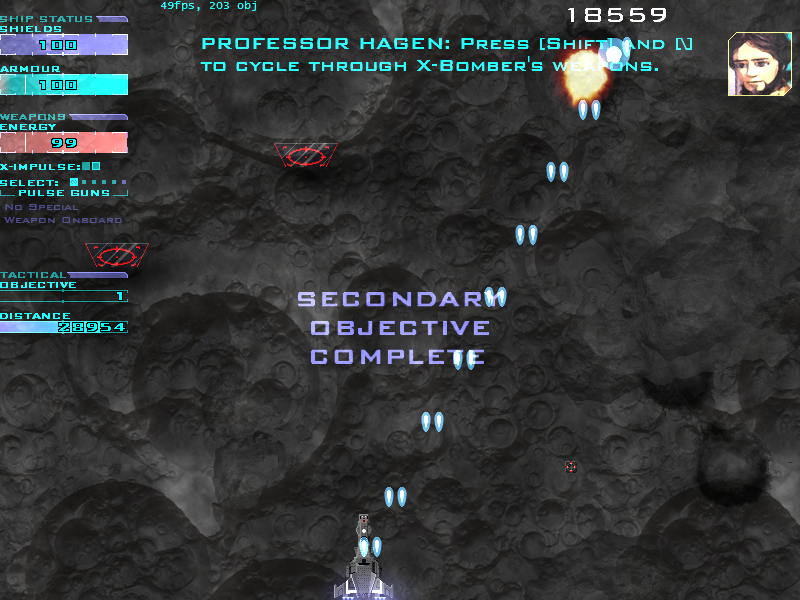 49fps, 203 obj
18559
SHIP STATUS
SHIELDS
100
ARMOUR
100
WEAPONS
ENERGY
99
X-IMPULSE:
SELECT:
PULSE GUNS
No Special
Weapon Onboard
TACTICAL
OBJECTIVE
1
DISTANCE
28954
PROFESSOR HAGEN: Press [Shift] and [\]
to cycle through X-Bomber's weapons.
SECONDARY
OBJECTIVE
COMPLETE